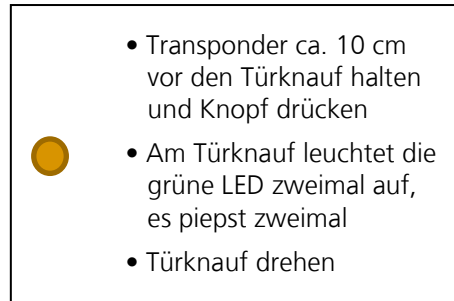 • Transponder ca. 10 cm
vor den Türknauf halten
und Knopf drücken
• Am Türknauf leuchtet die
grüne LED zweimal auf,
es piepst zweimal
• Türknauf drehen